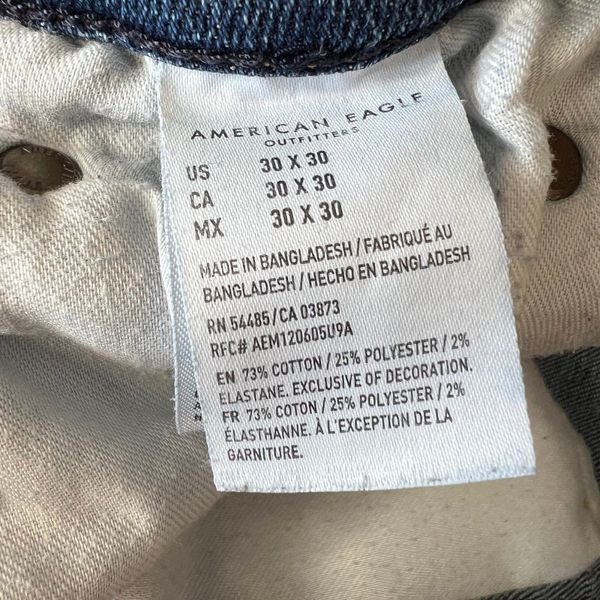 AMERICAN EAGLE
OUTFITTERS
US 30 X 30
CA 30 X 30
MX 30 X 30
MADE IN BANGLADESH / FABRIQUÉ AU
BANGLADESH / HECHO EN BANGLADESH
RN 54485 / CA 03873
RFC# AEM120605U9A
EN 73% COTTON / 25% POLYESTER / 2%
ELASTANE. EXCLUSIVE OF DECORATION.
FR 73% COTON / 25% POLYESTER / 2%
ÉLASTHANNE. À L'EXCEPTION DE LA
GARNITURE.